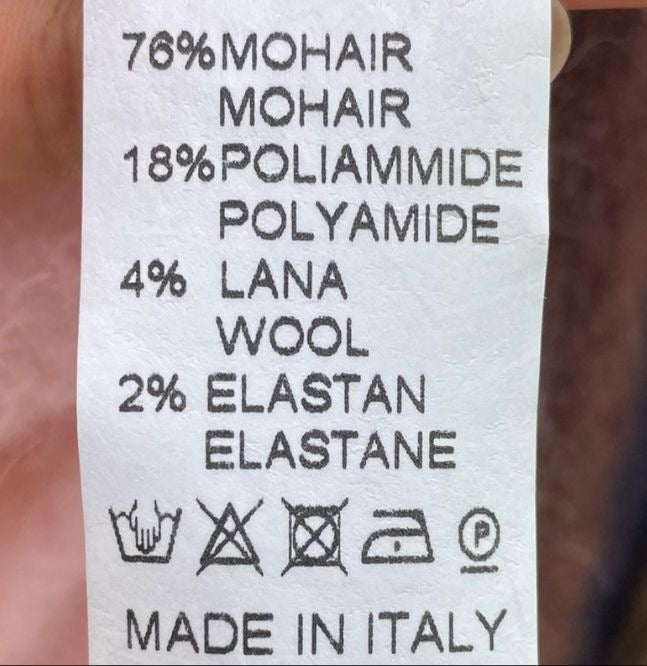 76% MOHAIR
MOHAIR
18% POLIAMMIDE
POLYAMIDE
4% LANA
WOOL
2% ELASTAN
ELASTANE
P
MADE IN ITALY